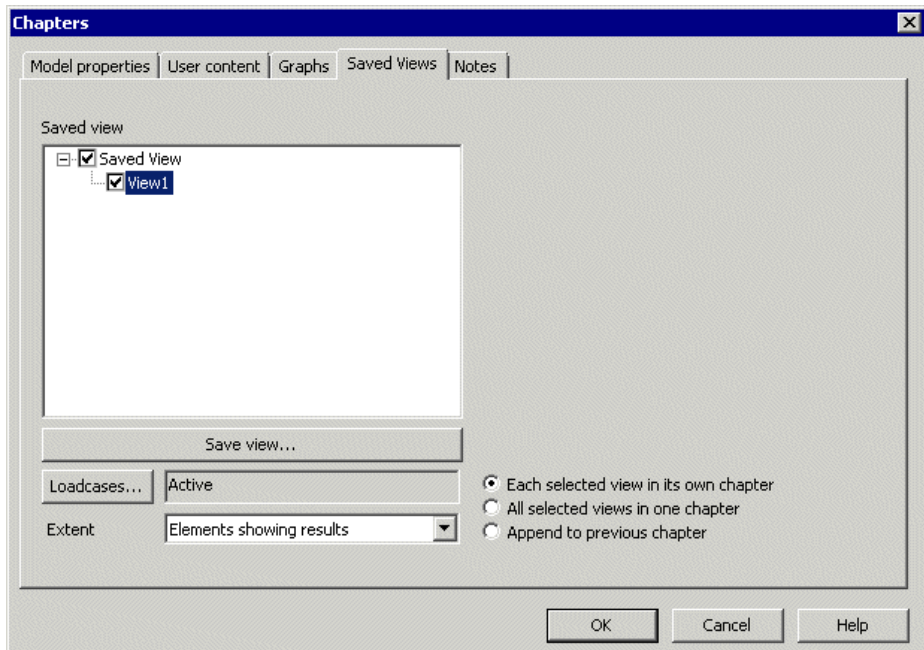 Chapters
Model properties User content Graphs Saved Views Notes
Saved view
Saved View
View1
Save view...
Loadcases... Active
Extent Elements showing results
Each selected view in its own chapter
All selected views in one chapter
Append to previous chapter
OK Cancel Help